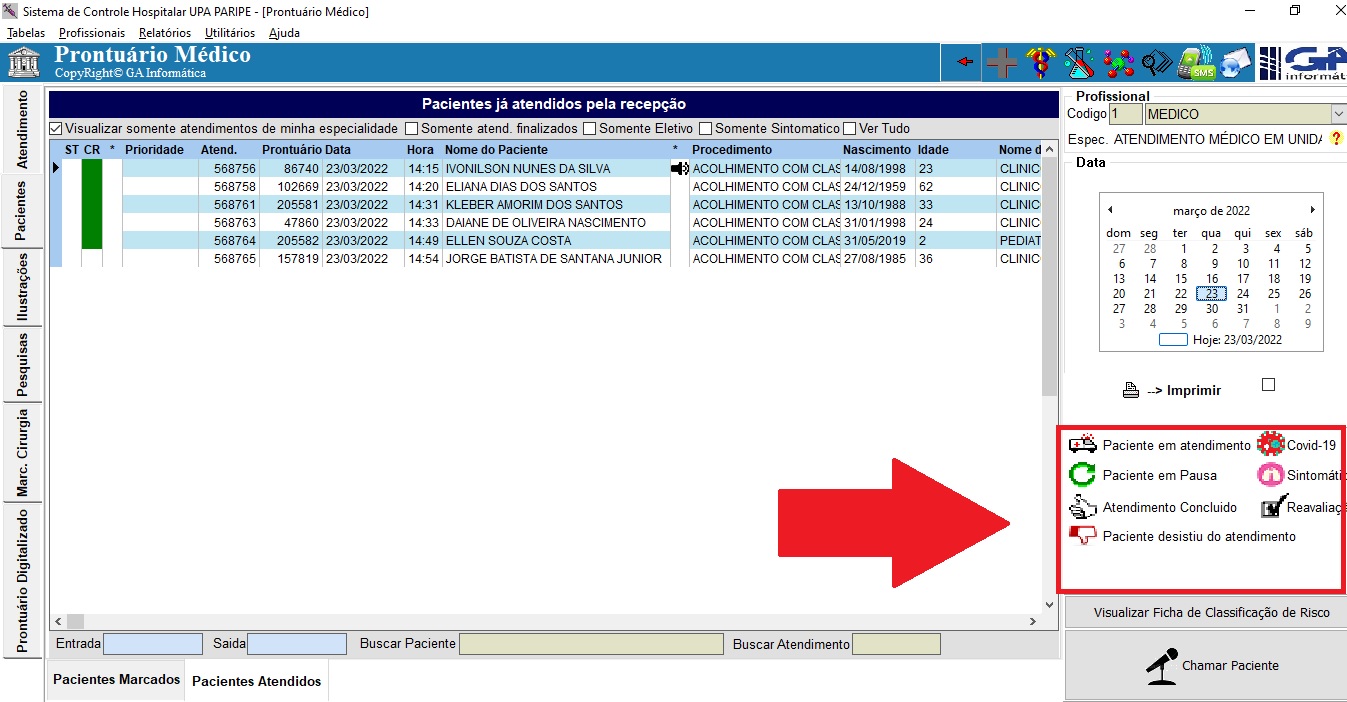 Sistema de Controle Hospitalar UPA PARIPE - [Prontuário Médico]
Tabelas Profissionais Relatórios Utilitários Ajuda
Prontuário Médico
CopyRight© GA Informática
SMS
informát
Atendimento
Pacientes
Ilustrações
Pesquisas
Marc. Cirurgia
Prontuário Digitalizado
Pacientes já atendidos pela recepção
Visualizar somente atendimentos de minha especialidade Somente atend. finalizados Somente Eletivo Somente Sintomatico Ver Tudo
ST CR * Prioridade Atend. Prontuário Data Hora Nome do Paciente * Procedimento Nascimento Idade Nome d
568756 86740 23/03/2022 14:15 IVONILSON NUNES DA SILVA ACOLHIMENTO COM CLAS 14/08/1998 23 CLINIC
568758 102669 23/03/2022 14:20 ELIANA DIAS DOS SANTOS ACOLHIMENTO COM CLAS 24/12/1959 62 CLINIC
568761 205581 23/03/2022 14:31 KLEBER AMORIM DOS SANTOS ACOLHIMENTO COM CLAS 13/10/1988 33 CLINIC
568763 47860 23/03/2022 14:33 DAIANE DE OLIVEIRA NASCIMENTO ACOLHIMENTO COM CLAS 31/01/1998 24 CLINIC
568764 205582 23/03/2022 14:49 ELLEN SOUZA COSTA ACOLHIMENTO COM CLAS 31/05/2019 2 PEDIAT
568765 157819 23/03/2022 14:54 JORGE BATISTA DE SANTANA JUNIOR ACOLHIMENTO COM CLAS 27/08/1985 36 CLINIC
Entrada Saida Buscar Paciente Buscar Atendimento
Pacientes Marcados Pacientes Atendidos
Profissional
Codigo 1 MEDICO
Espec. ATENDIMENTO MÉDICO EM UNIDA ?
Data
março de 2022
dom seg ter qua qui sex sáb
27 28 1 2 3 4 5
6 7 8 9 10 11 12
13 14 15 16 17 18 19
20 21 22 23 24 25 26
27 28 29 30 31 1 2
3 4 5 6 7 8 9
Hoje: 23/03/2022
--> Imprimir
Paciente em atendimento Covid-19
Paciente em Pausa Sintomátic
Atendimento Concluido Reavaliaç
Paciente desistiu do atendimento
Visualizar Ficha de Classificação de Risco
Chamar Paciente